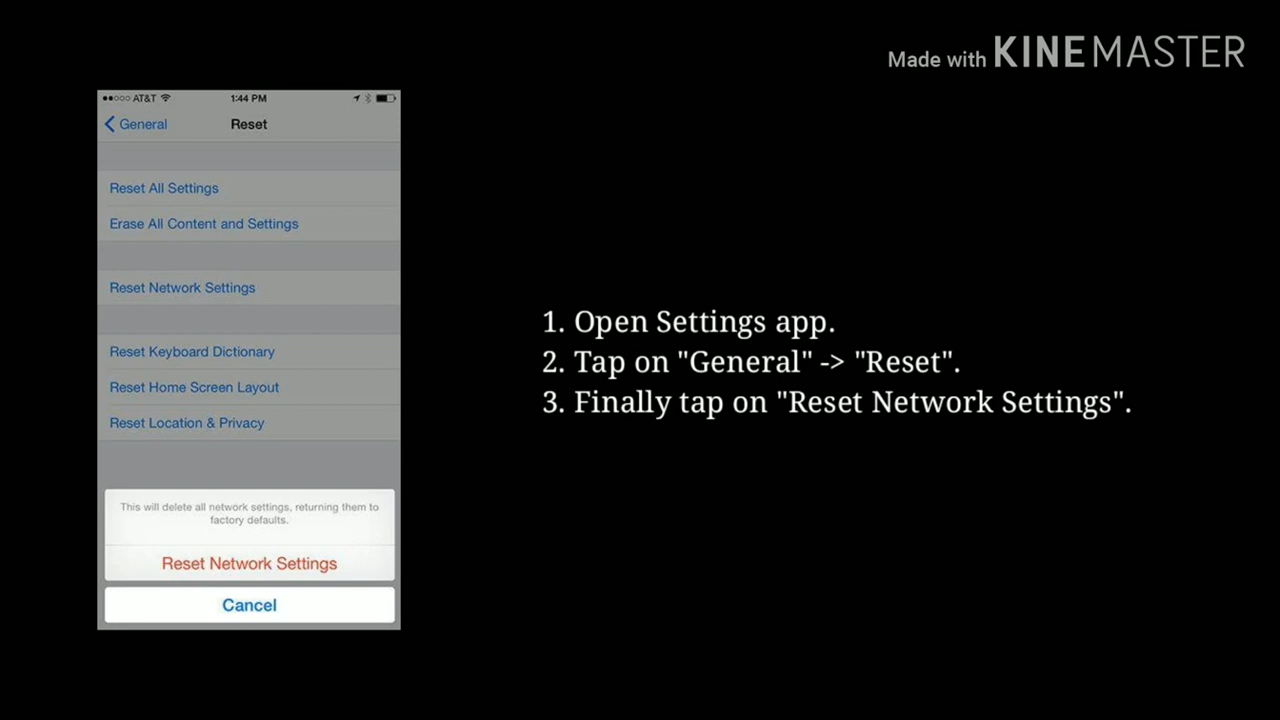 Made with KINEMASTER
AT&T 1:44 PM
General Reset
Reset All Settings
Erase All Content and Settings
Reset Network Settings
Reset Keyboard Dictionary
Reset Home Screen Layout
Reset Location & Privacy
This will delete all network settings, returning them to
factory defaults.
Reset Network Settings
Cancel
1. Open Settings app.
2. Tap on "General" -> "Reset".
3. Finally tap on "Reset Network Settings".